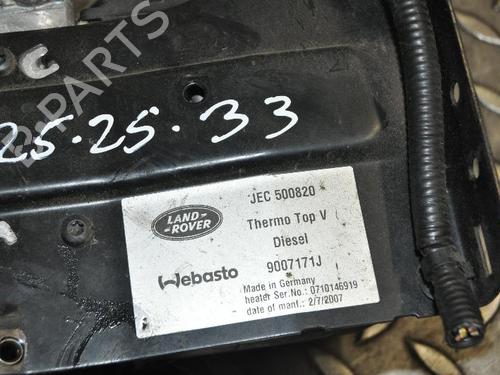 PARTS
C
25.25.33
JEC 500820
LAND-
ROVER
Thermo Top V
Diesel
Webasto
9007171J
Made in Germany
heater Ser.No.: 0710146919
date of manf.: 2/7/2007